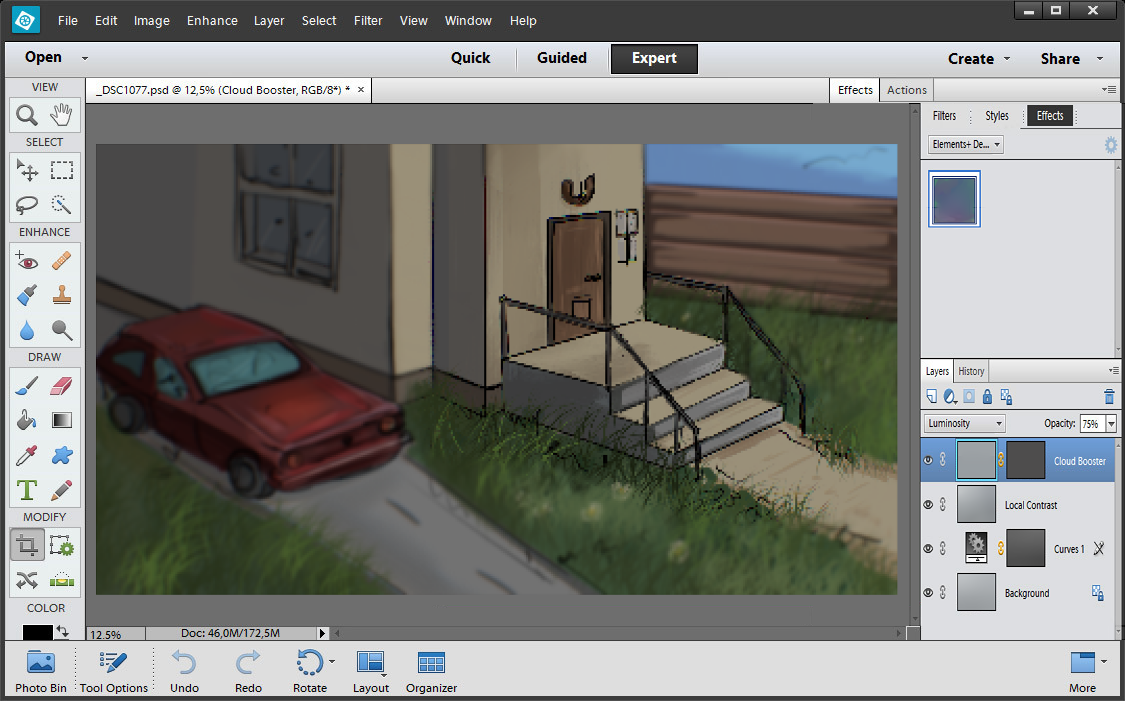 File Edit Image Enhance Layer Select Filter View Window Help
Open Quick Guided Expert Create Share
VIEW
_DSC1077.psd @ 12,5% (Cloud Booster, RGB/8*) * ×
Effects Actions
Filters Styles Effects
Elements+ De...
SELECT
ENHANCE
DRAW
T
MODIFY
COLOR
Layers History
Luminosity Opacity: 75%
Cloud Booster
Local Contrast
Curves 1
Background
12.5% Doc: 46,0M/172,5M
Photo Bin Tool Options Undo Redo Rotate Layout Organizer More